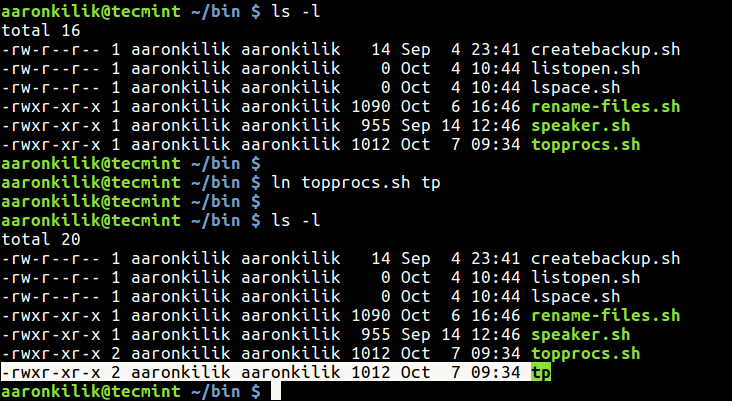 aaronkilik@tecmint ~/bin $ ls -l
total 16
-rw-r--r-- 1 aaronkilik aaronkilik   14 Sep  4 23:41 createbackup.sh
-rw-r--r-- 1 aaronkilik aaronkilik    0 Oct  4 10:44 listopen.sh
-rw-r--r-- 1 aaronkilik aaronkilik    0 Oct  4 10:44 lspace.sh
-rwxr-xr-x 1 aaronkilik aaronkilik 1090 Oct  6 16:46 rename-files.sh
-rwxr-xr-x 1 aaronkilik aaronkilik  955 Sep 14 12:46 speaker.sh
-rwxr-xr-x 1 aaronkilik aaronkilik 1012 Oct  7 09:34 topprocs.sh
aaronkilik@tecmint ~/bin $
aaronkilik@tecmint ~/bin $ ln topprocs.sh tp
aaronkilik@tecmint ~/bin $
aaronkilik@tecmint ~/bin $ ls -l
total 20
-rw-r--r-- 1 aaronkilik aaronkilik   14 Sep  4 23:41 createbackup.sh
-rw-r--r-- 1 aaronkilik aaronkilik    0 Oct  4 10:44 listopen.sh
-rw-r--r-- 1 aaronkilik aaronkilik    0 Oct  4 10:44 lspace.sh
-rwxr-xr-x 1 aaronkilik aaronkilik 1090 Oct  6 16:46 rename-files.sh
-rwxr-xr-x 1 aaronkilik aaronkilik  955 Sep 14 12:46 speaker.sh
-rwxr-xr-x 2 aaronkilik aaronkilik 1012 Oct  7 09:34 topprocs.sh
-rwxr-xr-x 2 aaronkilik aaronkilik 1012 Oct  7 09:34 tp
aaronkilik@tecmint ~/bin $